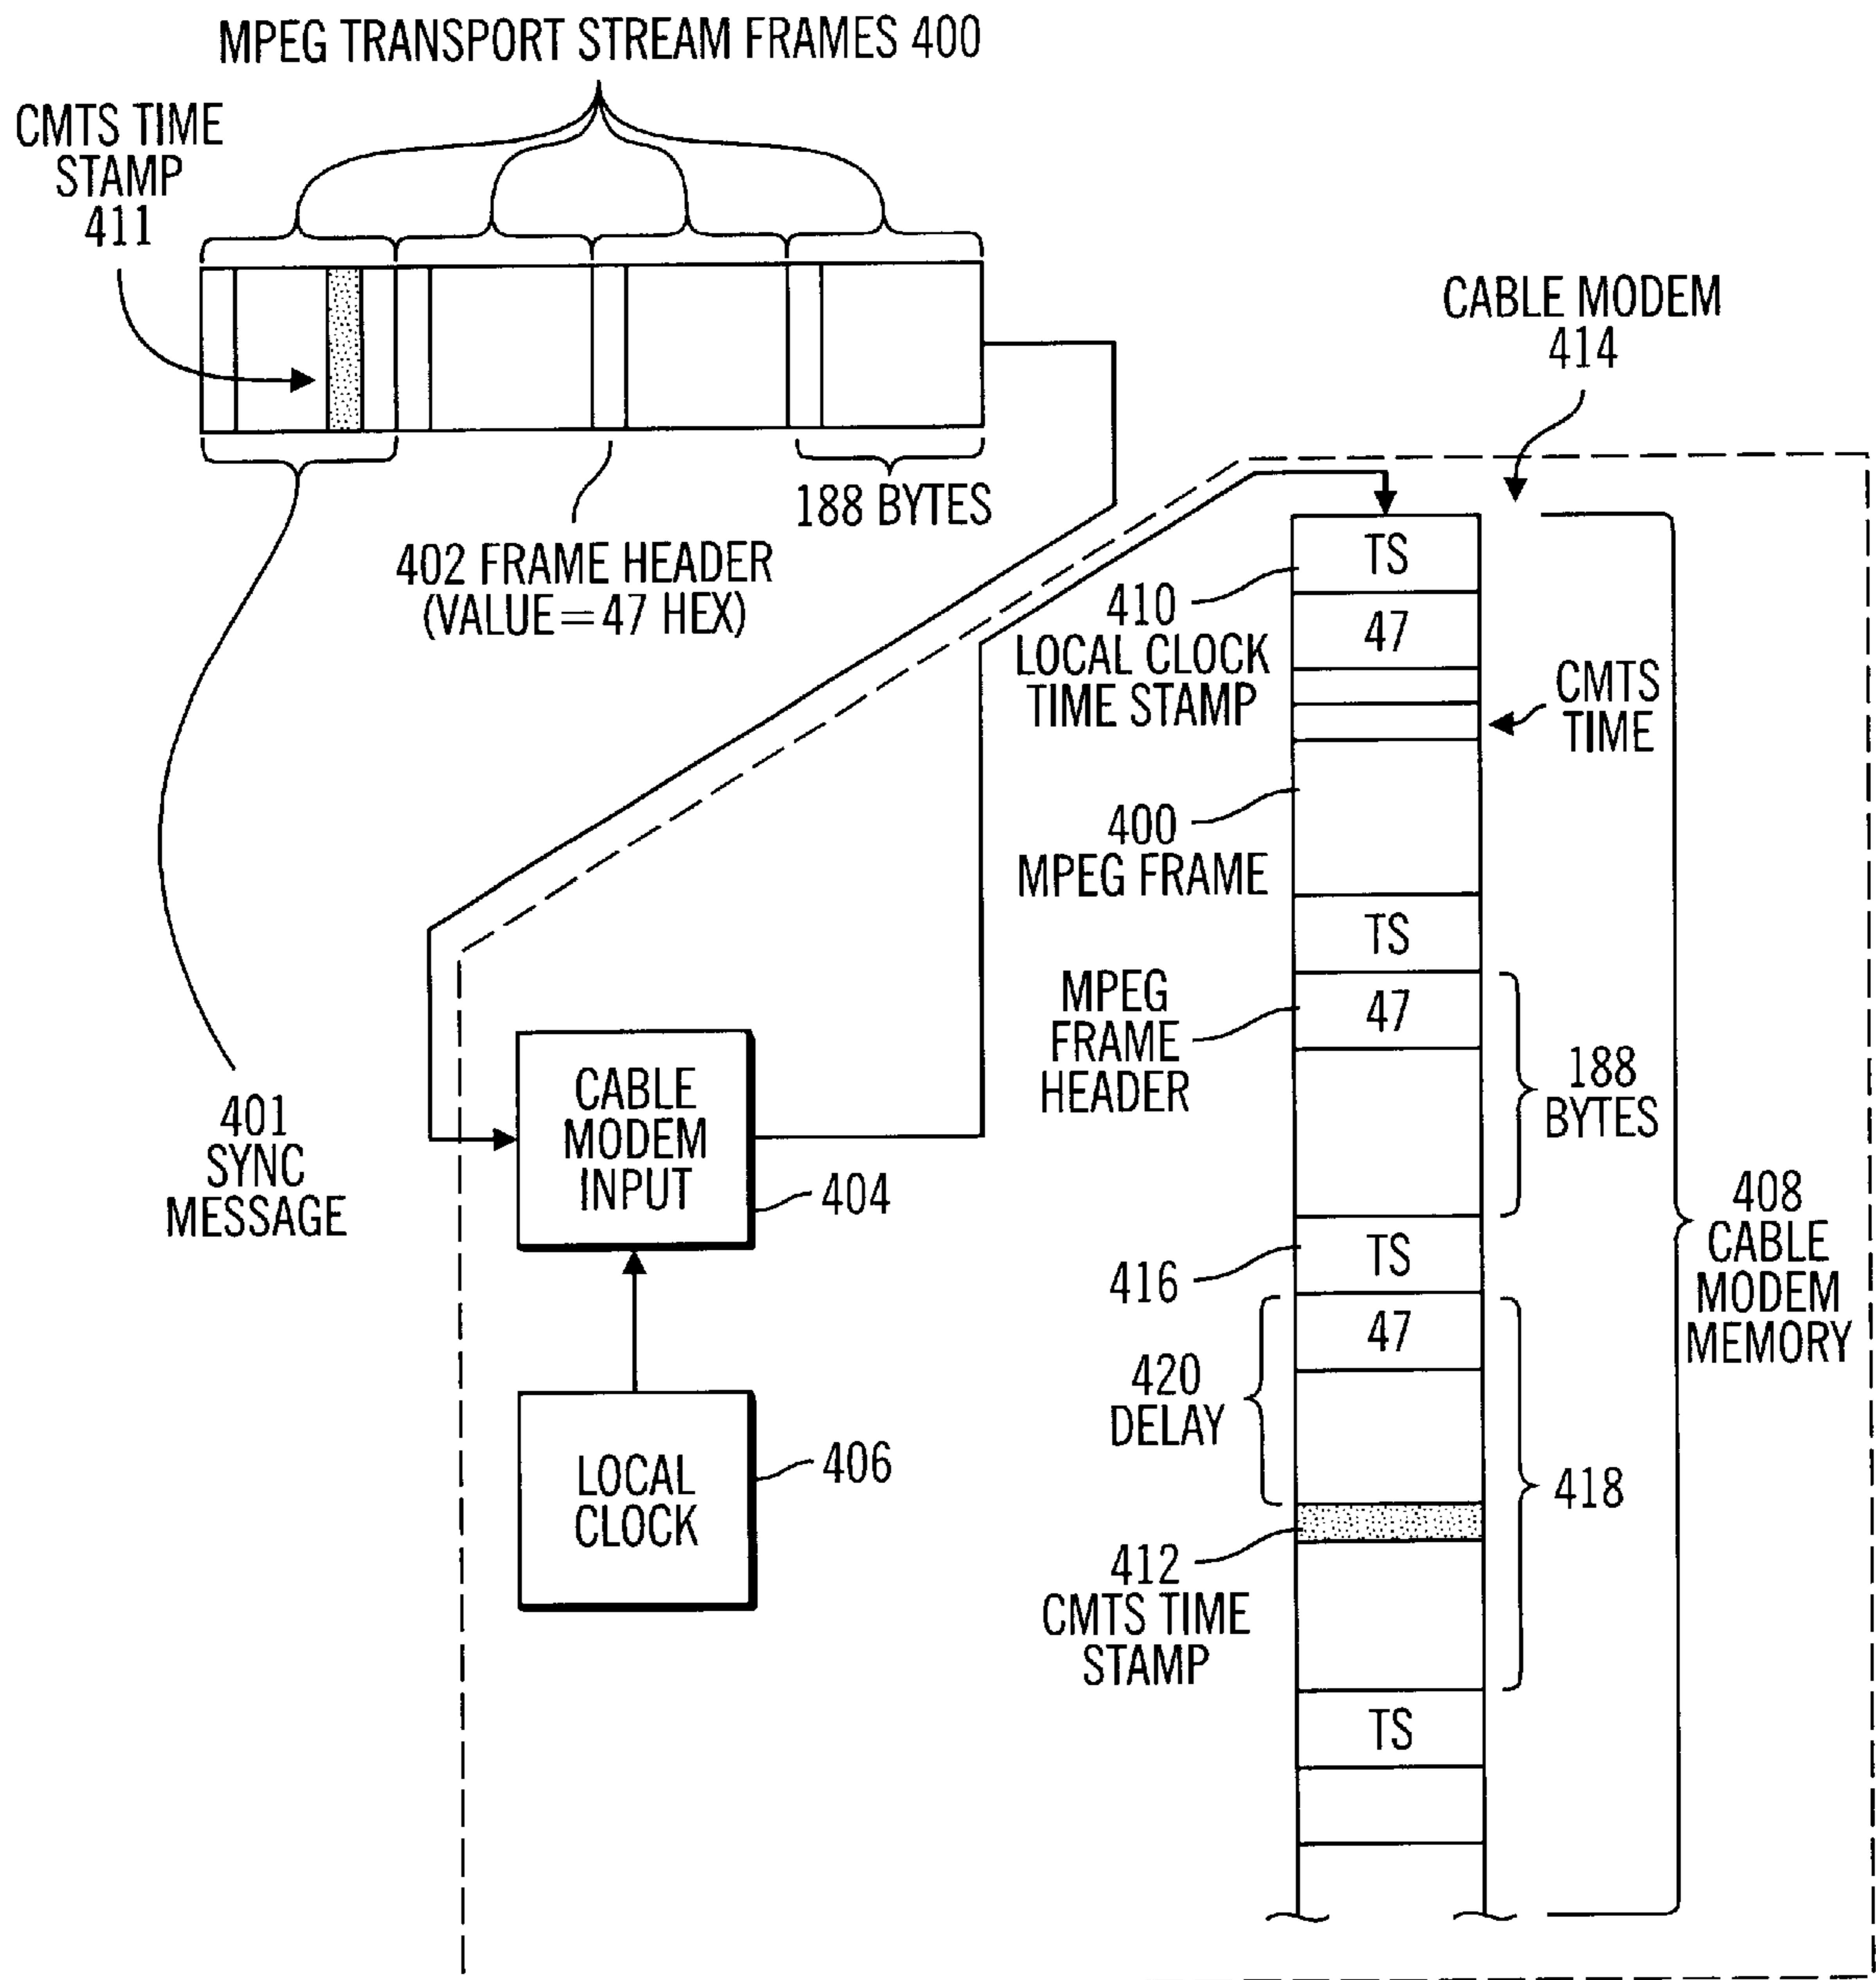 MPEG TRANSPORT STREAM FRAMES 400
CMTS TIME
STAMP
411
CABLE MODEM
414
188 BYTES
402 FRAME HEADER
(VALUE=47 HEX)
TS
410
LOCAL CLOCK
TIME STAMP
47
CMTS
TIME
400
MPEG FRAME
TS
MPEG
FRAME
HEADER
47
188
BYTES
CABLE
MODEM
INPUT
404
401
SYNC
MESSAGE
408
CABLE
MODEM
MEMORY
416
TS
47
420
DELAY
LOCAL
CLOCK
406
418
412
CMTS TIME
STAMP
TS